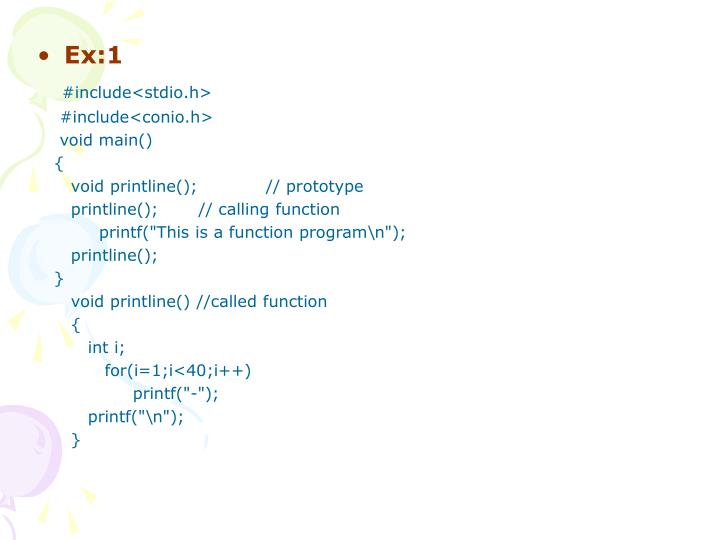 • Ex:1
#include<stdio.h>
#include<conio.h>
void main()
{
void printline(); // prototype
printline(); // calling function
printf("This is a function program\n");
printline();
}
void printline() //called function
{
int i;
for(i=1;i<40;i++)
printf("-");
printf("\n");
}